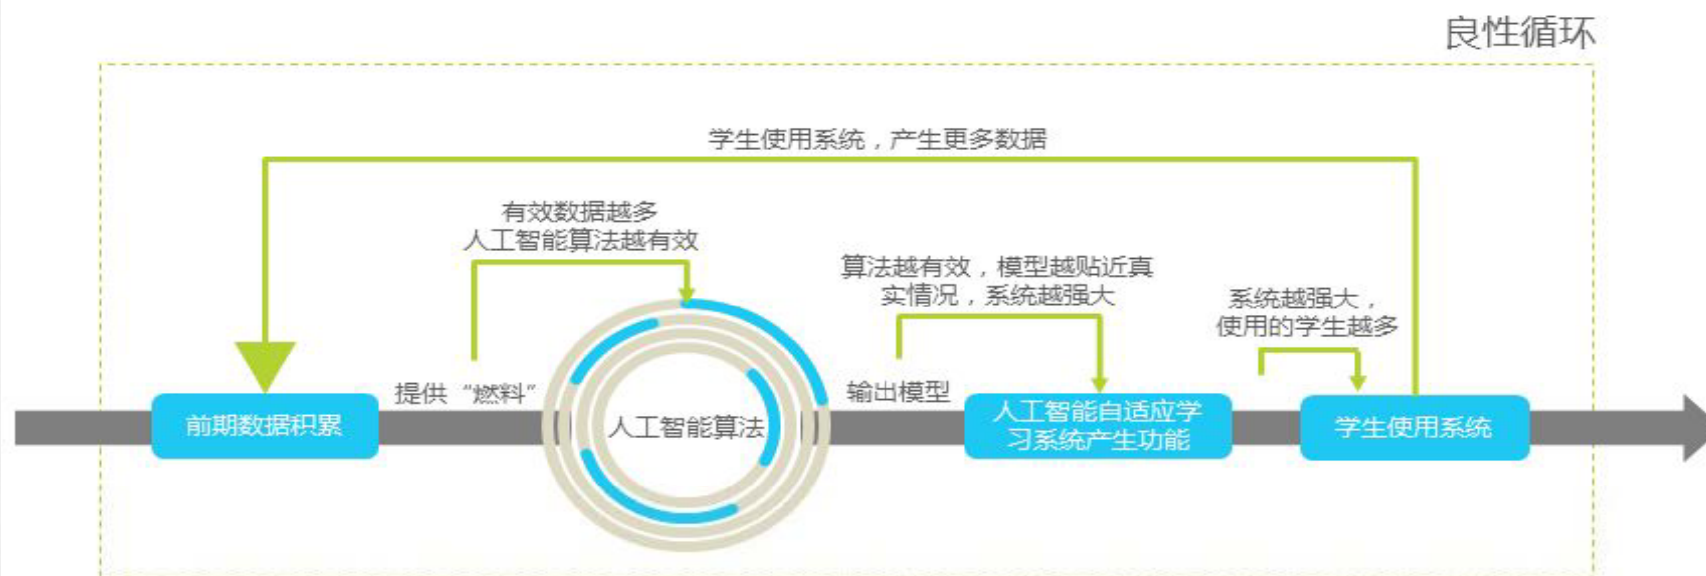 良性循环
学生使用系统，产生更多数据
有效数据越多
人工智能算法越有效
算法越有效，模型越贴近真
实情况，系统越强大
系统越强大，
使用的学生越多
前期数据积累
提供“燃料”
人工智能算法
输出模型
人工智能自适应学
习系统产生功能
学生使用系统